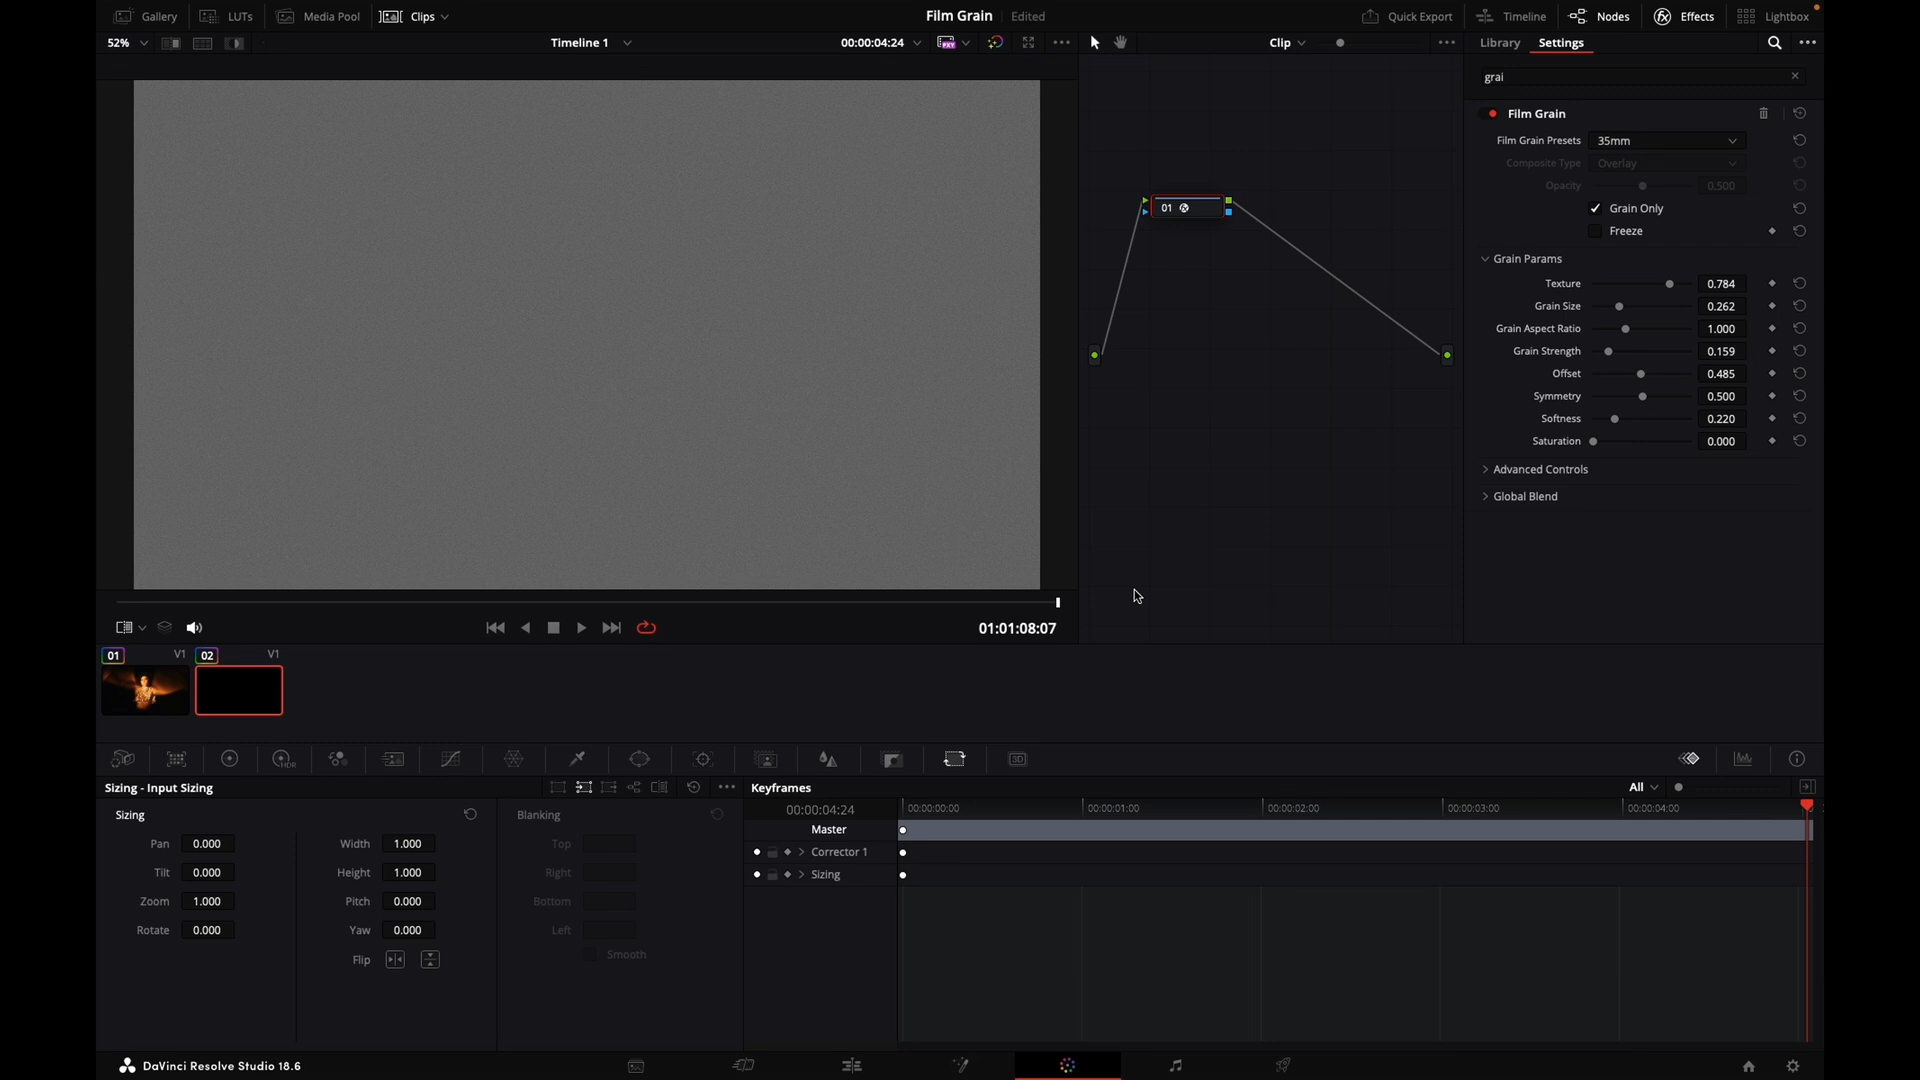 Gallery LUTs Media Pool Clips Film Grain Edited Quick Export Timeline Nodes Effects Lightbox
52% Timeline 1 00:00:04:24 Clip Library Settings
grai
Film Grain
Film Grain Presets 35mm
Composite Type Overlay
Opacity 0.500
Grain Only
Freeze
Grain Params
Texture 0.784
Grain Size 0.262
Grain Aspect Ratio 1.000
Grain Strength 0.159
Offset 0.485
Symmetry 0.500
Softness 0.220
Saturation 0.000
Advanced Controls
Global Blend
01
01:01:08:07
01 V1 02 V1
HDR
3D
Sizing - Input Sizing
Sizing
Pan 0.000 Width 1.000
Tilt 0.000 Height 1.000
Zoom 1.000 Pitch 0.000
Rotate 0.000 Yaw 0.000
Flip
Blanking
Top
Right
Bottom
Left
Smooth
Keyframes All
00:00:04:24 00:00:00:00 00:00:01:00 00:00:02:00 00:00:03:00 00:00:04:00
Master
Corrector 1
Sizing
DaVinci Resolve Studio 18.6